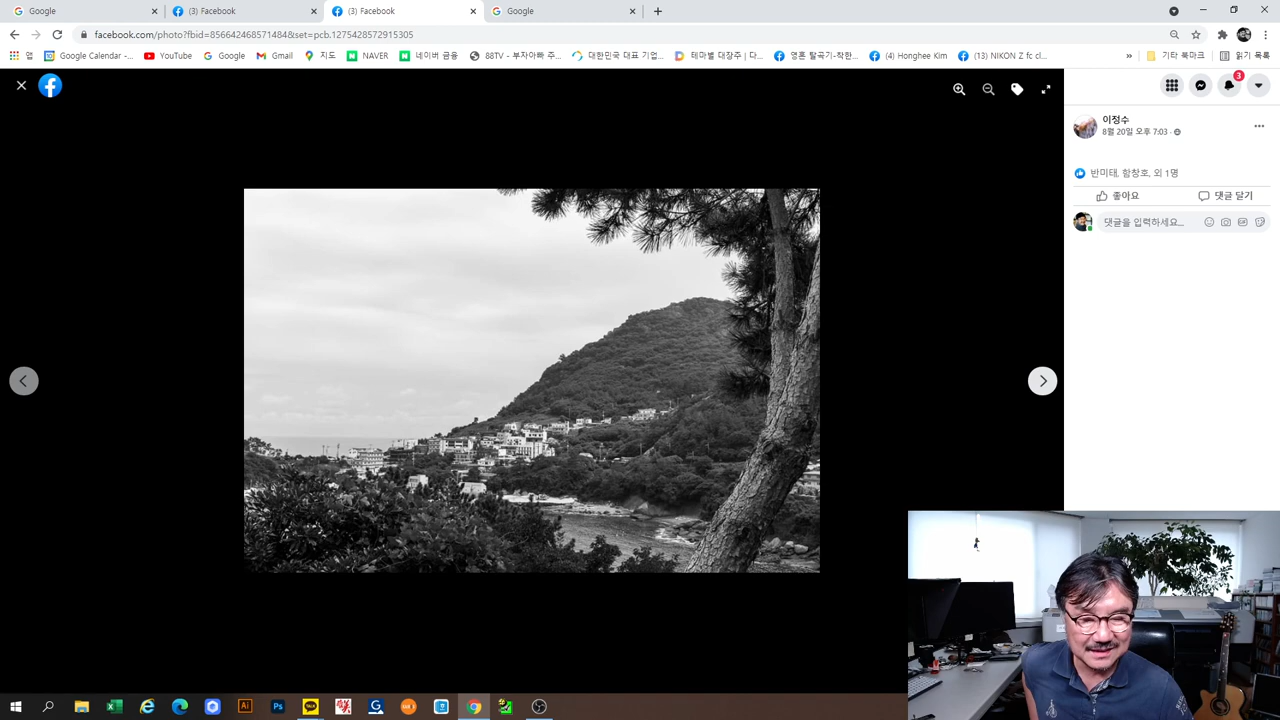 Google
(3) Facebook
(3) Facebook
Google
facebook.com/photo?fbid=856642468571484&set=pcb.1275428572915305
앱
Google Calendar -...
YouTube
Google
Gmail
지도
NAVER
네이버 금융
88TV - 부자아빠 주...
대한민국 대표 기업...
테마별 대장주 | 다...
영혼 탈곡기-착한...
(4) Honghee Kim
(13) NIKON Z fc cl...
»
기타 북마크
읽기 목록
3
이정수
8월 20일 오후 7:03 ·
반미태, 함창호, 외 1명
좋아요
댓글 달기
댓글을 입력하세요...
GIF
Ai
Ps
TALK